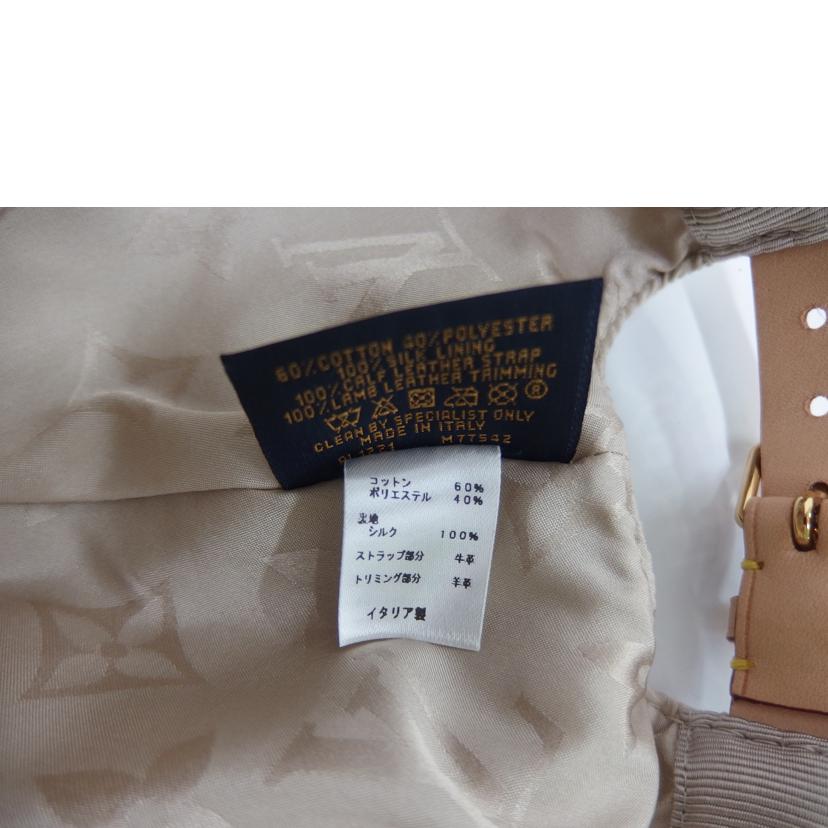 60%COTTON 40%POLYESTER
100%SILK LINING
100%CALF LEATHER STRAP
100%LAMB LEATHER TRIMMING
CLEAN BY SPECIALIST ONLY
MADE IN ITALY
M77542
コットン 60%
ポリエステル 40%
裏地
シルク 100%
ストラップ部分 牛革
トリミング部分 羊革
イタリア製